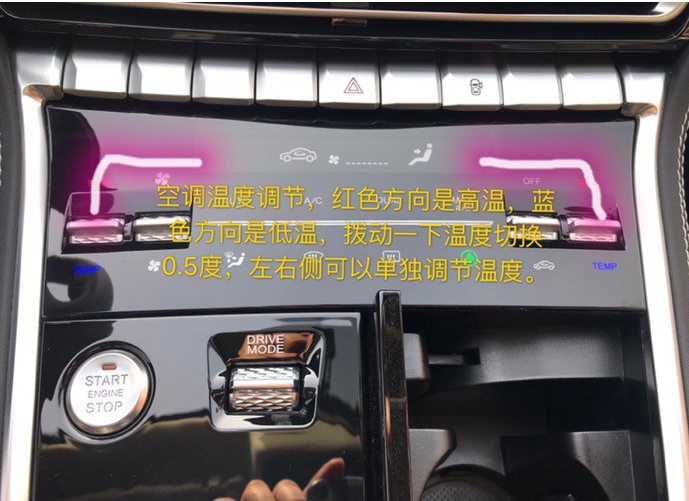 OFF
空调温度调节，红色方向是高温，蓝
色方向是低温，拨动一下温度切换
0.5度，左右侧可以单独调节温度。
TEMP
TEMP
DRIVE
MODE
START
ENGINE
STOP